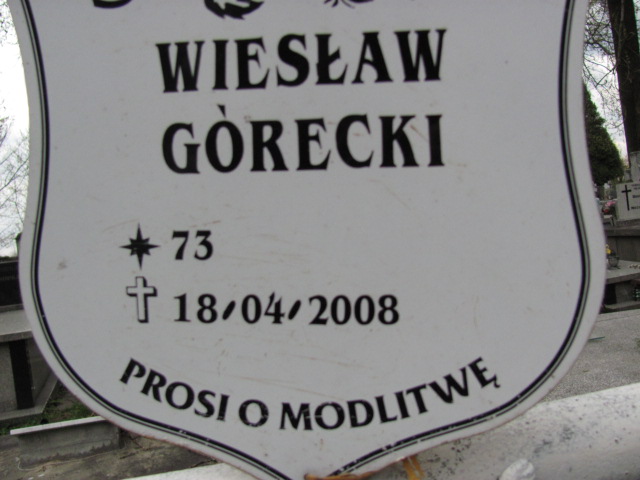 WIESŁAW
GÒRECKI
73
18/04/2008
PROSI O MODLITWĘ